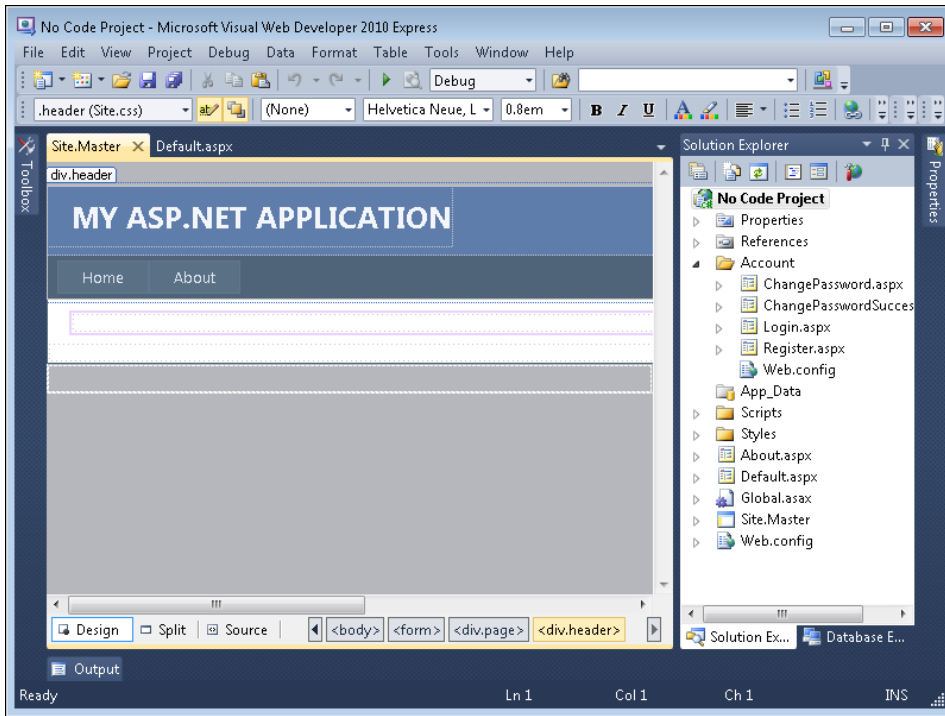 No Code Project - Microsoft Visual Web Developer 2010 Express
File Edit View Project Debug Data Format Table Tools Window Help
Debug
.header (Site.css) (None) Helvetica Neue, L 0.8em B I U A
Toolbox
Site.Master Default.aspx
div.header
MY ASP.NET APPLICATION
Home About
Design Split Source <body> <form> <div.page> <div.header>
Solution Explorer
No Code Project
Properties
References
Account
ChangePassword.aspx
ChangePasswordSucces
Login.aspx
Register.aspx
Web.config
App_Data
Scripts
Styles
About.aspx
Default.aspx
Global.asax
Site.Master
Web.config
Solution Ex... Database E...
Properties
Output
Ready Ln 1 Col 1 Ch 1 INS